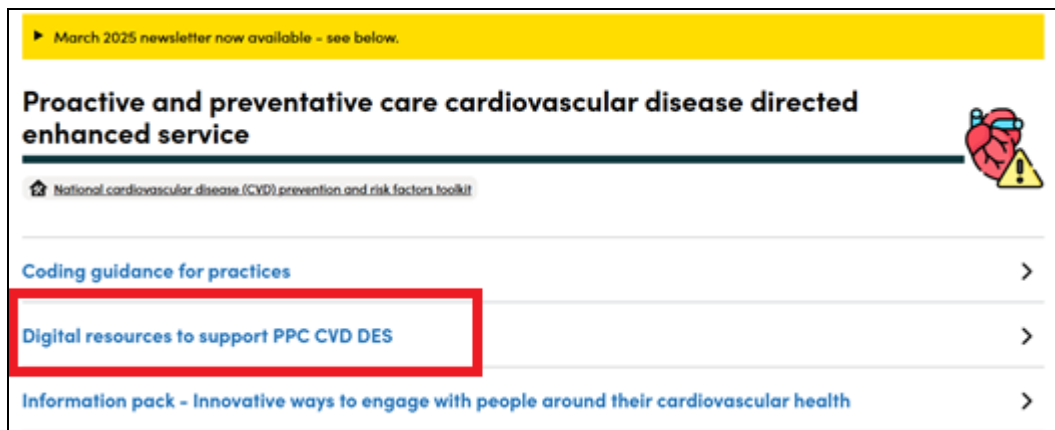 March 2025 newsletter now available - see below.
Proactive and preventative care cardiovascular disease directed
enhanced service
National cardiovascular disease (CVD) prevention and risk factors toolkit
Coding guidance for practices
Digital resources to support PPC CVD DES
Information pack - Innovative ways to engage with people around their cardiovascular health